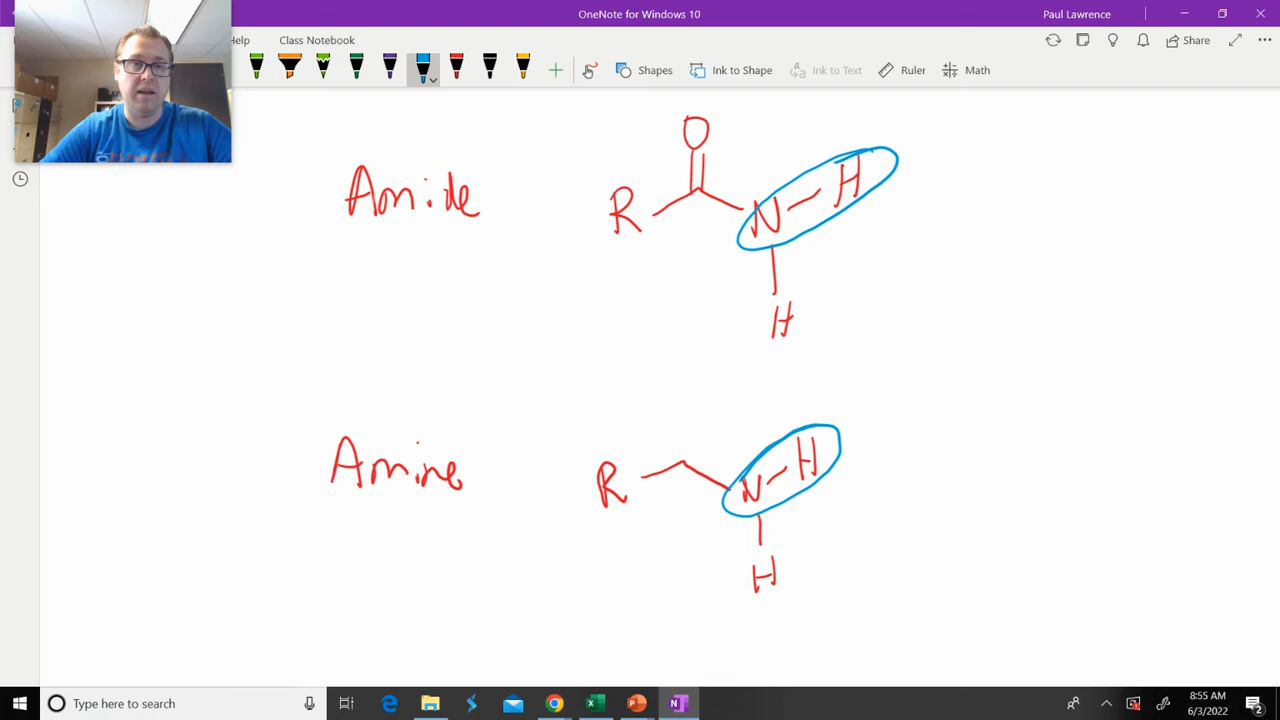 OneNote for Windows 10
Paul Lawrence
Help Class Notebook
Share
Shapes Ink to Shape Ink to Text Ruler Math
Amide
O
R N H
H
Amine
R N H
H
Type here to search
8:55 AM
6/3/2022
2